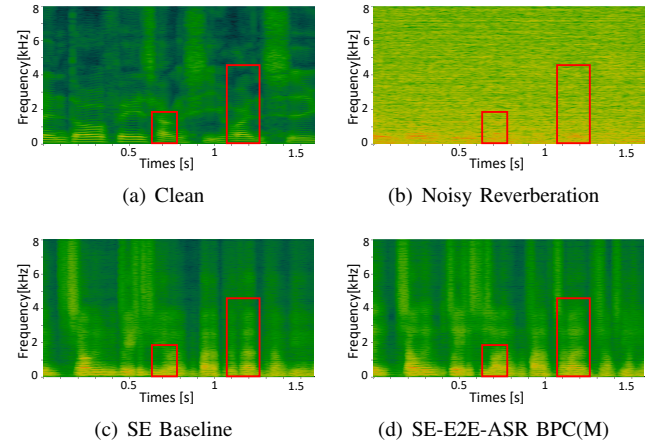 8
6
4
2
0
Frequency[kHz]
0.5
1
1.5
Times [s]
(a) Clean
8
6
4
2
0
Frequency[kHz]
0.5
1
1.5
Times [s]
(b) Noisy Reverberation
8
6
4
2
0
Frequency[kHz]
0.5
1
1.5
Times [s]
(c) SE Baseline
8
6
4
2
0
Frequency[kHz]
0.5
1
1.5
Times [s]
(d) SE-E2E-ASR BPC(M)